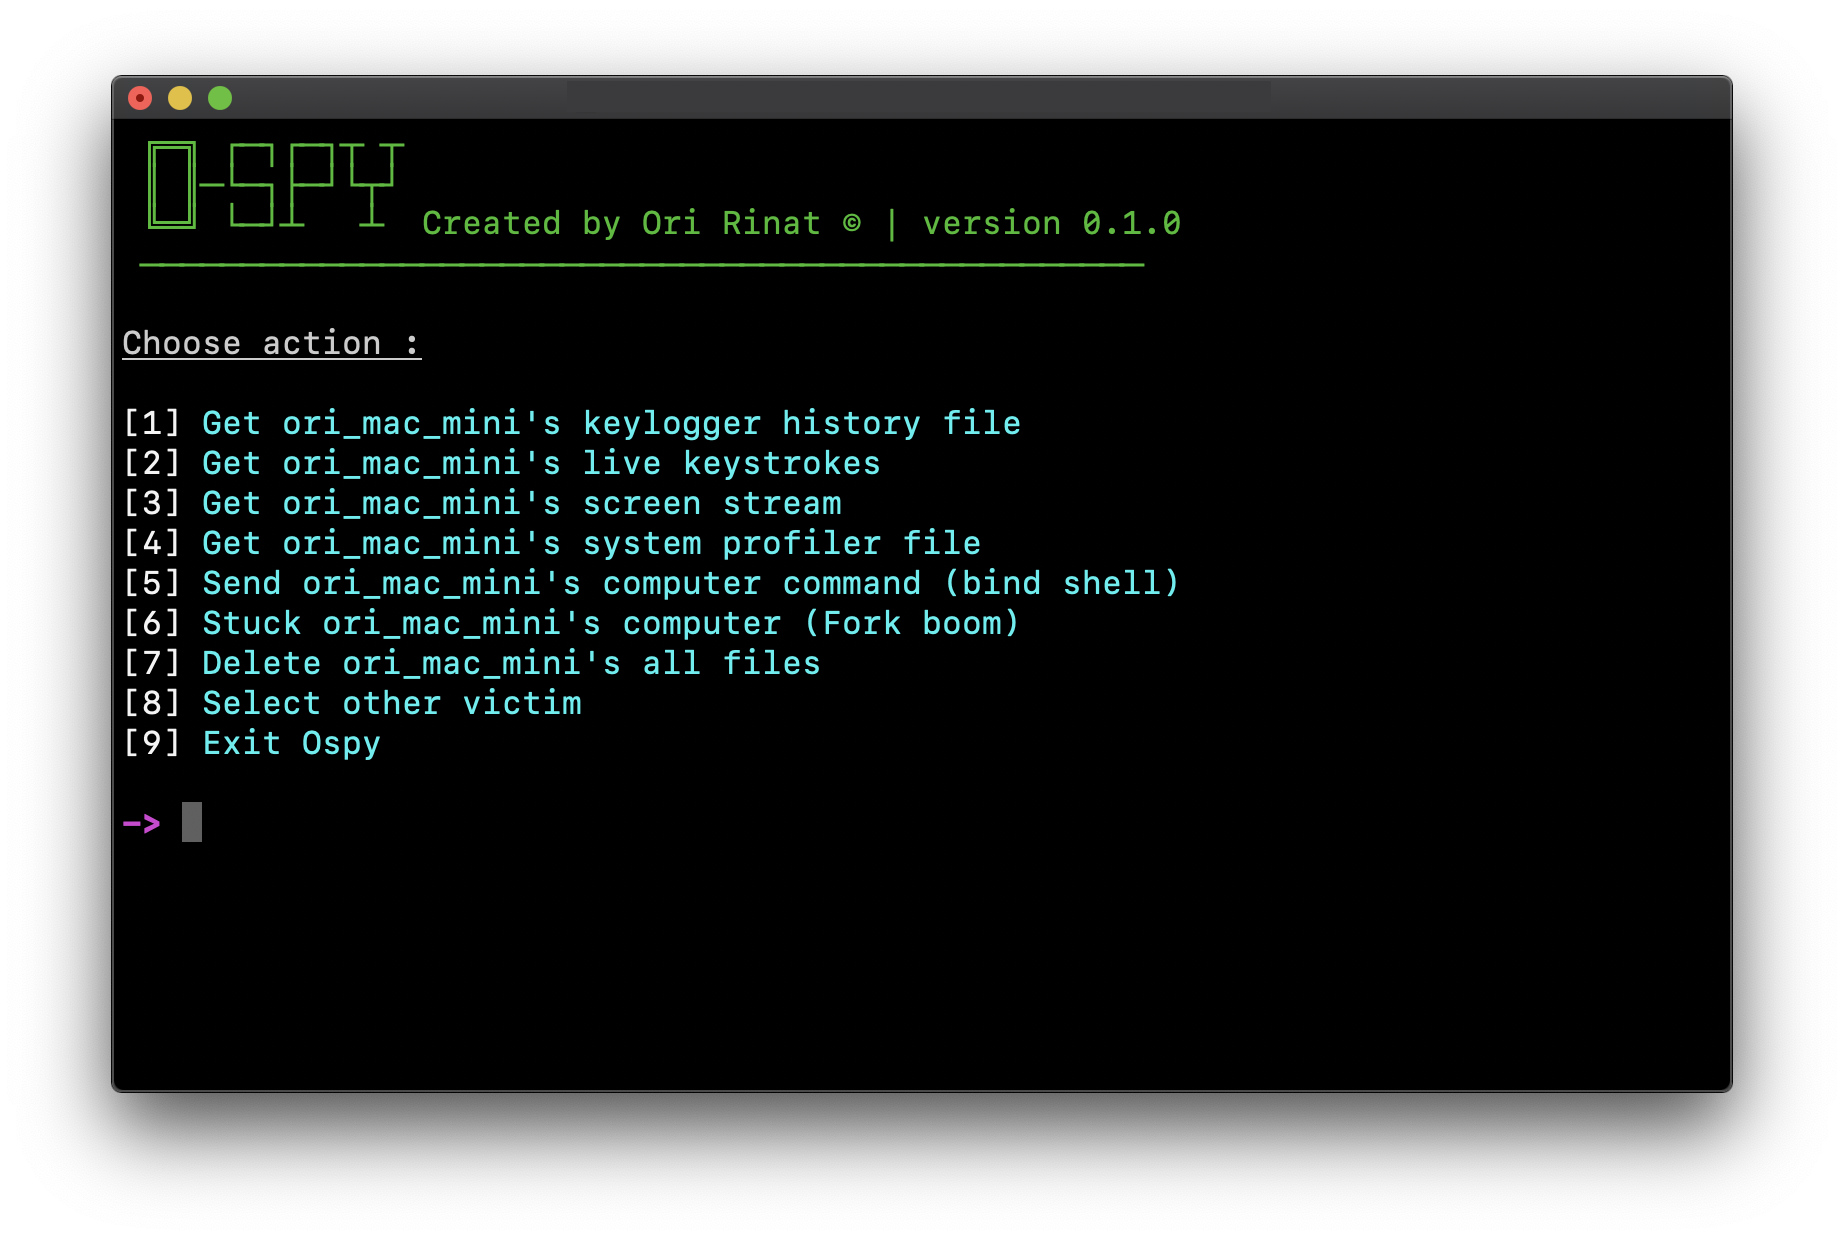 O-SPY Created by Ori Rinat © | version 0.1.0
Choose action :
[1] Get ori_mac_mini's keylogger history file
[2] Get ori_mac_mini's live keystrokes
[3] Get ori_mac_mini's screen stream
[4] Get ori_mac_mini's system profiler file
[5] Send ori_mac_mini's computer command (bind shell)
[6] Stuck ori_mac_mini's computer (Fork boom)
[7] Delete ori_mac_mini's all files
[8] Select other victim
[9] Exit Ospy
->